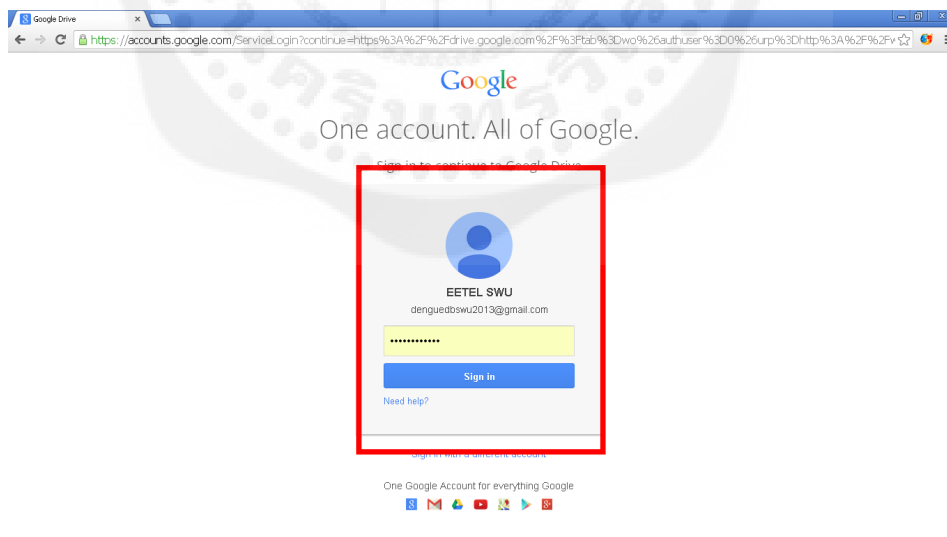 Google Drive
https://accounts.google.com/ServiceLogin?continue=https%3A%2F%2Fdrive.google.com%2F%3Ftab%3Dwo%26authuser%3D0%26urp%3Dhttp%3A%2F%2Fv
Google
One account. All of Google.
Sign in to continue to Google Drive
EETEL SWU
denguedbswu2013@gmail.com
••••••••••••
Sign in
Need help?
Sign in with a different account
One Google Account for everything Google